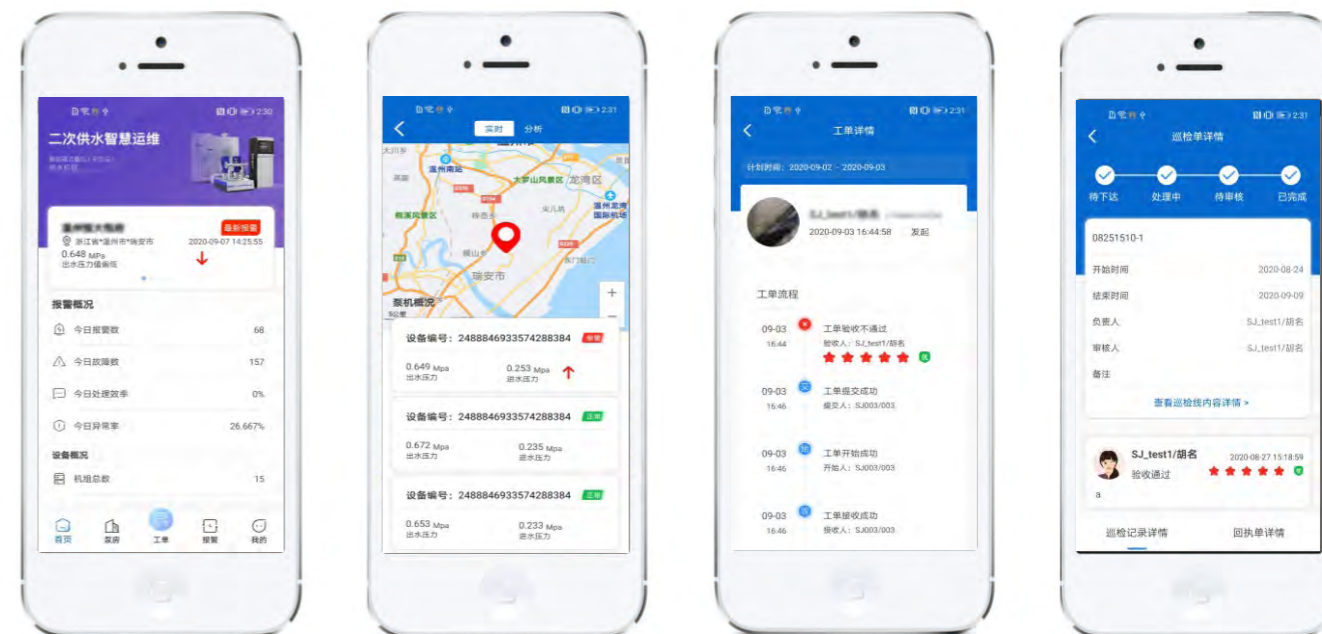 2:30
二次供水智慧运维
最新报警
浙江省*温州市*瑞安市
2020-09-07 14:25:55
0.648 MPa
出水压力值偏低
报警概况
今日报警数 68
今日故障数 157
今日处理效率 0%
今日异常率 26.667%
设备概况
机组总数 15
首页 泵房 工单 报警 我的
2:31
实时 分析
温州南站
大罗山风景区
龙湾区
温州龙湾
国际机场
桐溪风景区
横山乡
瑞安市
泵机概况
设备编号：2488846933574288384 报警
0.649 Mpa 0.253 Mpa
出水压力 进水压力
设备编号：2488846933574288384 正常
0.672 Mpa 0.235 Mpa
出水压力 进水压力
设备编号：2488846933574288384 正常
0.653 Mpa 0.233 Mpa
出水压力 进水压力
2:31
工单详情
计划时间：2020-09-02 ~ 2020-09-03
SJ_test1/胡名
2020-09-03 16:44:58 发起
工单流程
09-03 工单验收不通过
16:44 验收人：SJ_test1/胡名
09-03 工单提交成功
16:46 提交人：SJ003/003
09-03 工单开始成功
16:46 开始人：SJ003/003
09-03 工单接收成功
16:46 接收人：SJ003/003
2:31
巡检单详情
待下达 处理中 待审核 已完成
08251510-1
开始时间 2020-08-24
结束时间 2020-09-09
负责人 SJ_test1/胡名
审核人 SJ_test1/胡名
备注
查看巡检线内容详情 >
SJ_test1/胡名 2020-08-27 15:18:59
验收通过
a
巡检记录详情 回执单详情